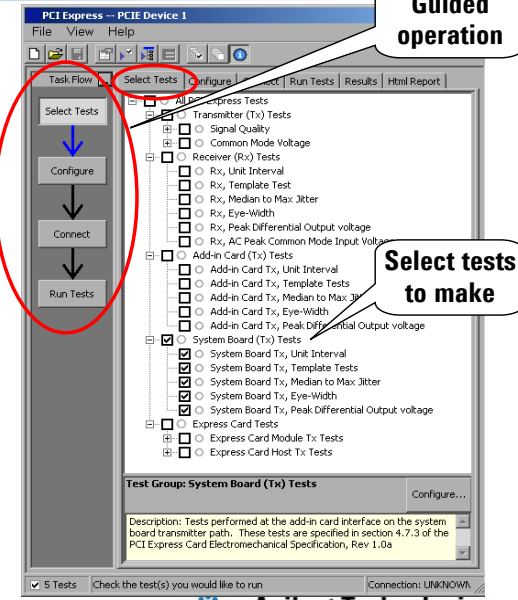 PCI Express -- PCIE Device 1
Guided
operation
File View Help
Task Flow
Select Tests Configure Connect Run Tests Results Html Report
Select Tests
Configure
Connect
Run Tests
All PCI Express Tests
Transmitter (Tx) Tests
Signal Quality
Common Mode Voltage
Receiver (Rx) Tests
Rx, Unit Interval
Rx, Template Test
Rx, Median to Max Jitter
Rx, Eye-Width
Rx, Peak Differential Output voltage
Rx, AC Peak Common Mode Input Voltage
Add-in Card (Tx) Tests
Add-in Card Tx, Unit Interval
Add-in Card Tx, Template Tests
Add-in Card Tx, Median to Max Jitter
Add-in Card Tx, Eye-Width
Add-in Card Tx, Peak Differential Output voltage
Select tests
to make
System Board (Tx) Tests
System Board Tx, Unit Interval
System Board Tx, Template Tests
System Board Tx, Median to Max Jitter
System Board Tx, Eye-Width
System Board Tx, Peak Differential Output voltage
Express Card Tests
Express Card Module Tx Tests
Express Card Host Tx Tests
Test Group: System Board (Tx) Tests
Configure...
Description: Tests performed at the add-in card interface on the system
board transmitter path. These tests are specified in section 4.7.3 of the
PCI Express Card Electromechanical Specification, Rev 1.0a
5 Tests Check the test(s) you would like to run Connection: UNKNOWN